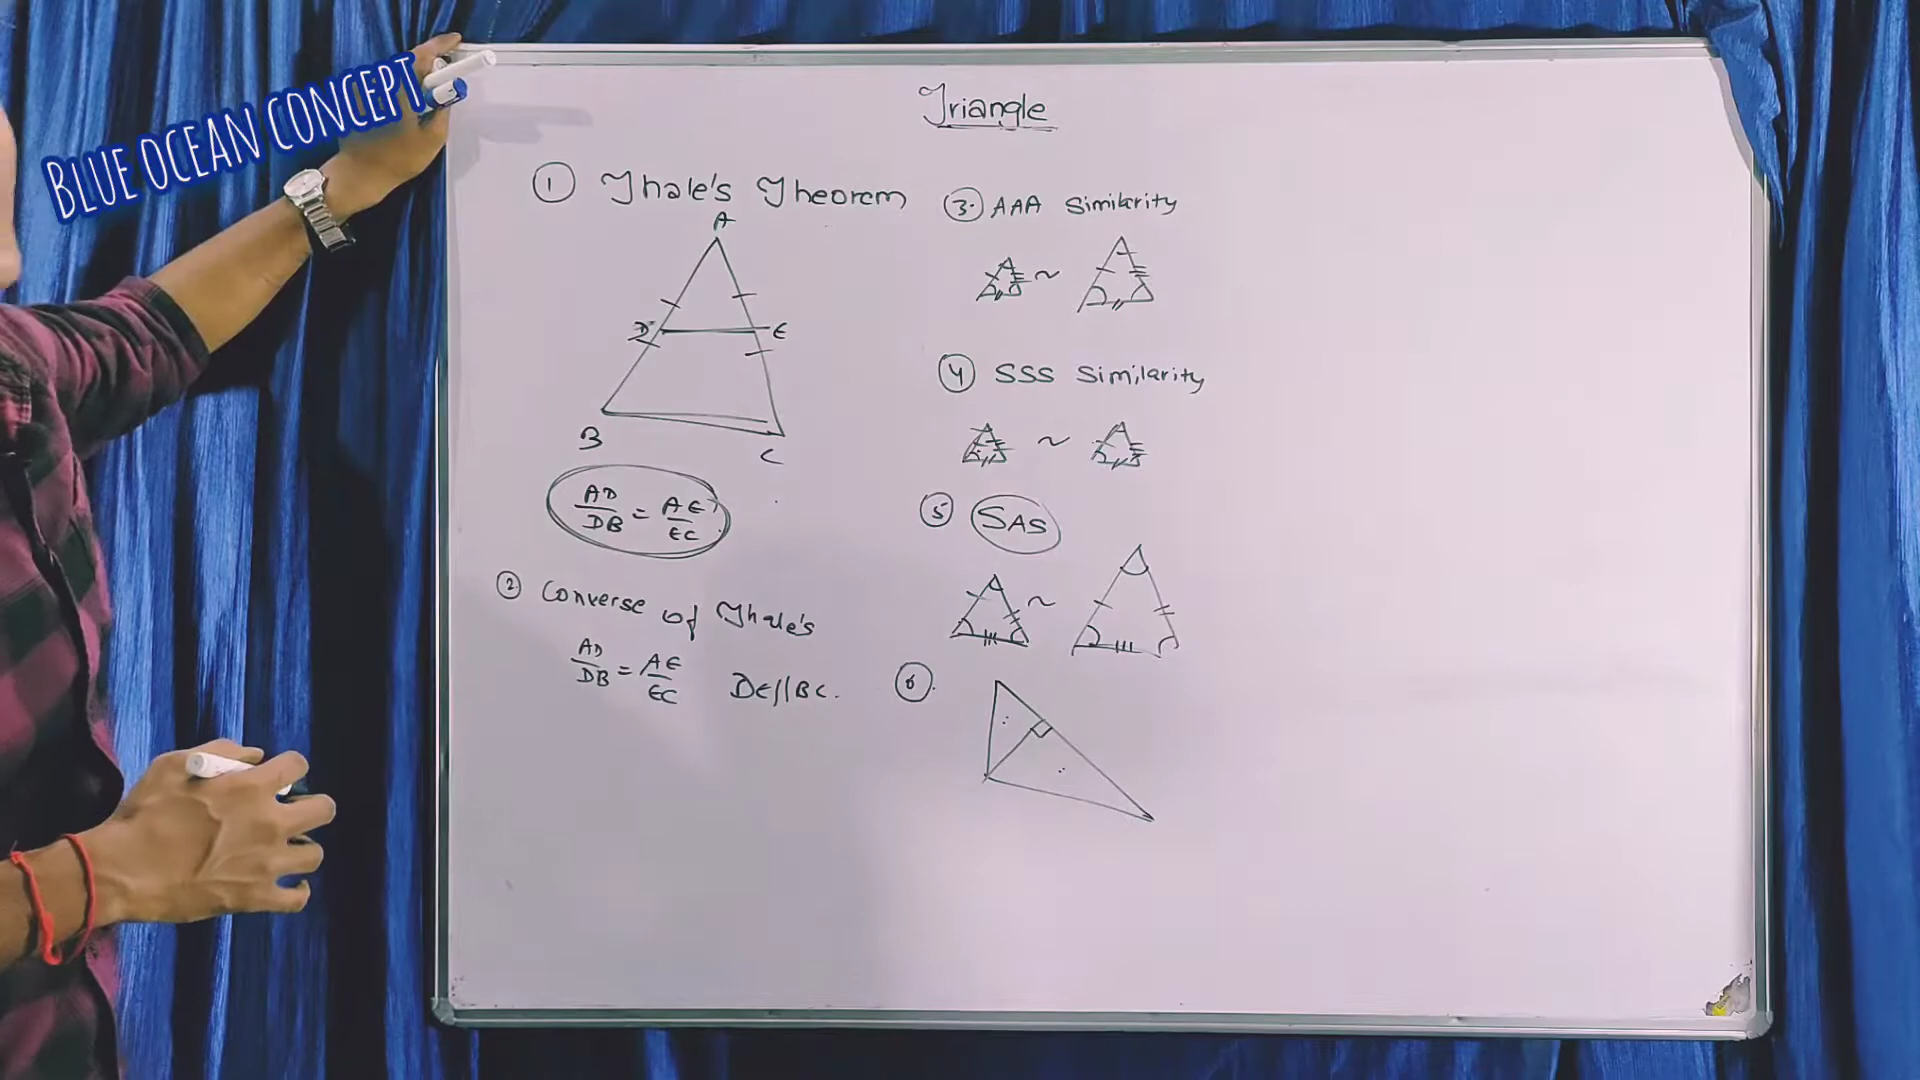 BLUE OCEAN CONCEPT
Triangle
① Thale's Theorem
A
D E
B
C
AD/DB = AE/EC
② Converse of Thale's
AD/DB = AE/EC DE//BC.
③. AAA Similarity
~
④ SSS Similarity
~
⑤ SAS
~
⑥.